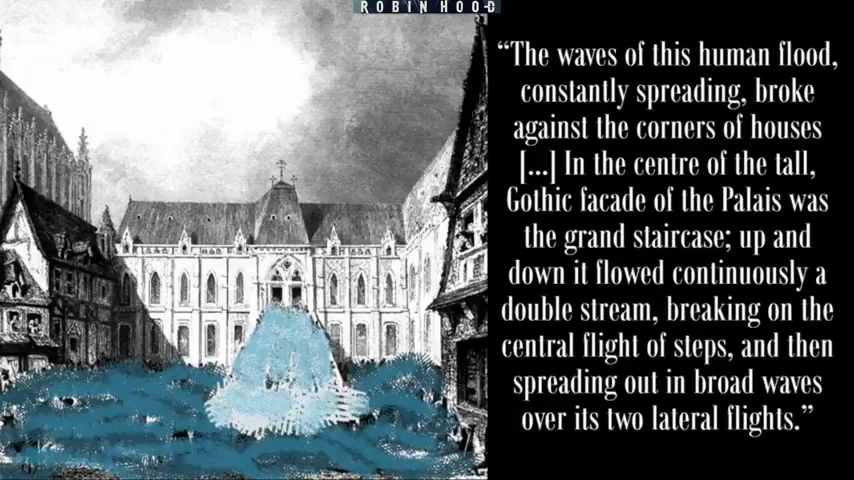 ROBIN HOOD
“The waves of this human flood,
constantly spreading, broke
against the corners of houses
[...] In the centre of the tall,
Gothic facade of the Palais was
the grand staircase; up and
down it flowed continuously a
double stream, breaking on the
central flight of steps, and then
spreading out in broad waves
over its two lateral flights.”